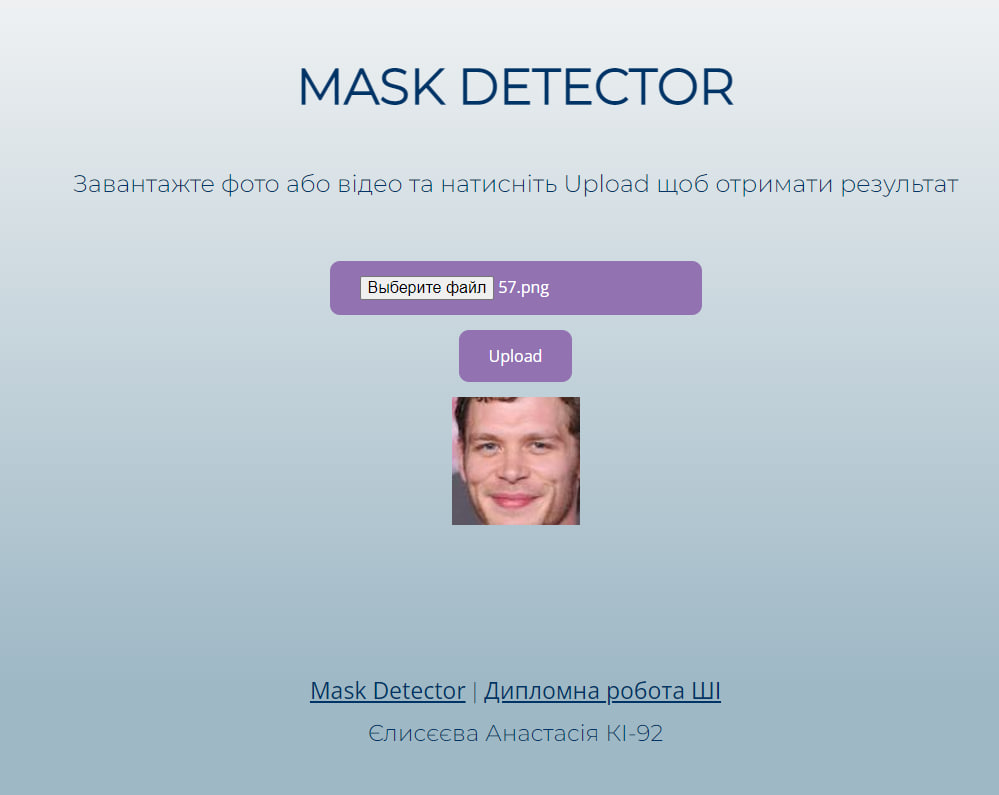 MASK DETECTOR
Завантажте фото або відео та натисніть Upload щоб отримати результат
Выберите файл 57.png
Upload
Mask Detector | Дипломна робота ШІ
Єлисєєва Анастасія КІ-92